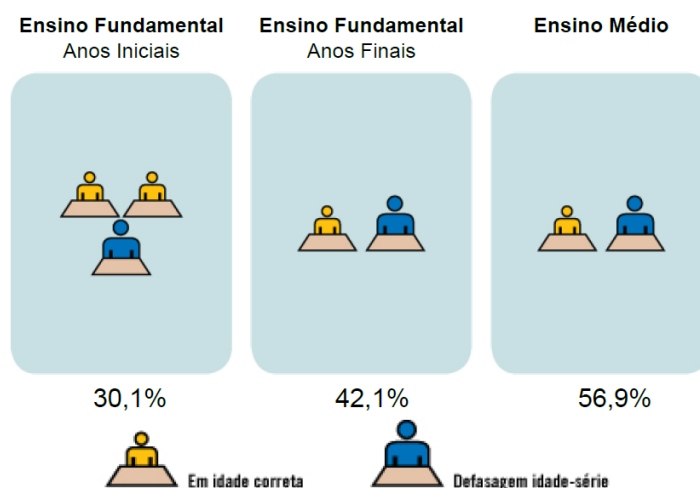 Ensino Fundamental
Anos Iniciais
Ensino Fundamental
Anos Finais
Ensino Médio
30,1%
42,1%
56,9%
Em idade correta
Defasagem idade-série